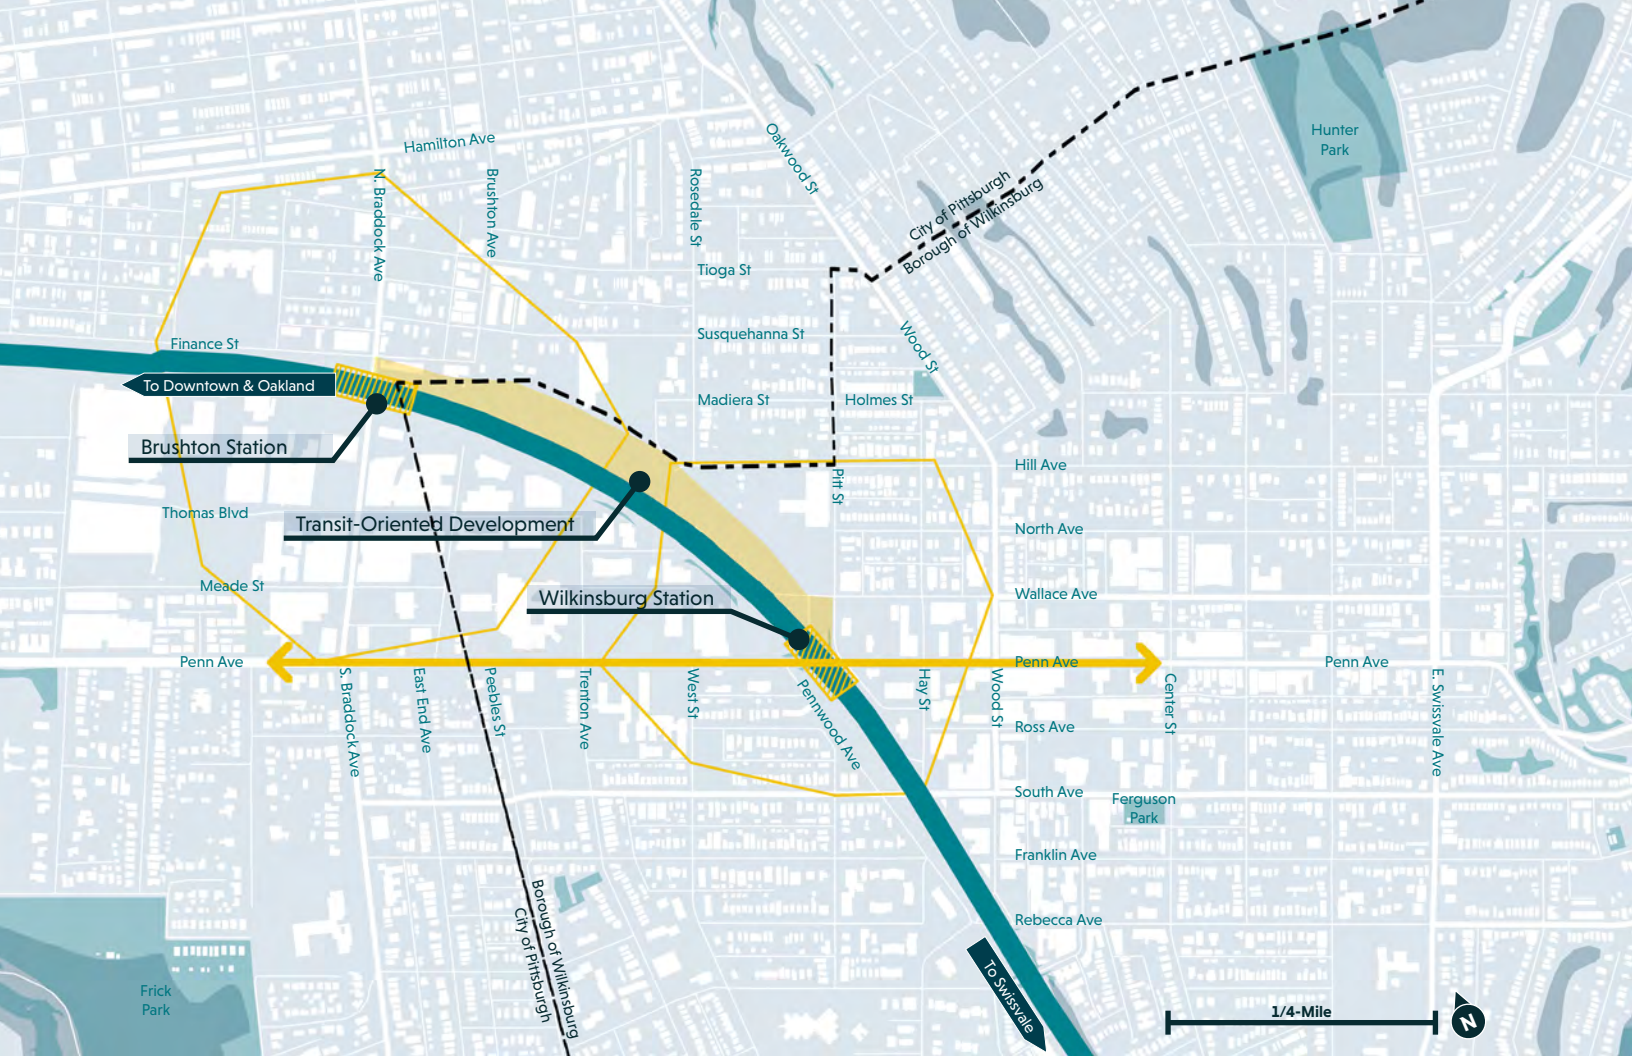 Hamilton Ave
N. Braddock Ave
Brushton Ave
Rosedale St
Oakwood St
Hunter
Park
City of Pittsburgh
Borough of Wilkinsburg
Tioga St
Susquehanna St
Wood St
Finance St
To Downtown & Oakland
Madiera St
Holmes St
Brushton Station
Hill Ave
Pitt St
Thomas Blvd
Transit-Oriented Development
North Ave
Meade St
Wilkinsburg Station
Wallace Ave
Penn Ave
Penn Ave
Penn Ave
S. Braddock Ave
East End Ave
Peebles St
Trenton Ave
West St
Pennwood Ave
Hay St
Wood St
Center St
E. Swissvale Ave
Ross Ave
South Ave
Ferguson
Park
Franklin Ave
Rebecca Ave
Borough of Wilkinsburg
City of Pittsburgh
To Swissvale
Frick
Park
1/4-Mile
N